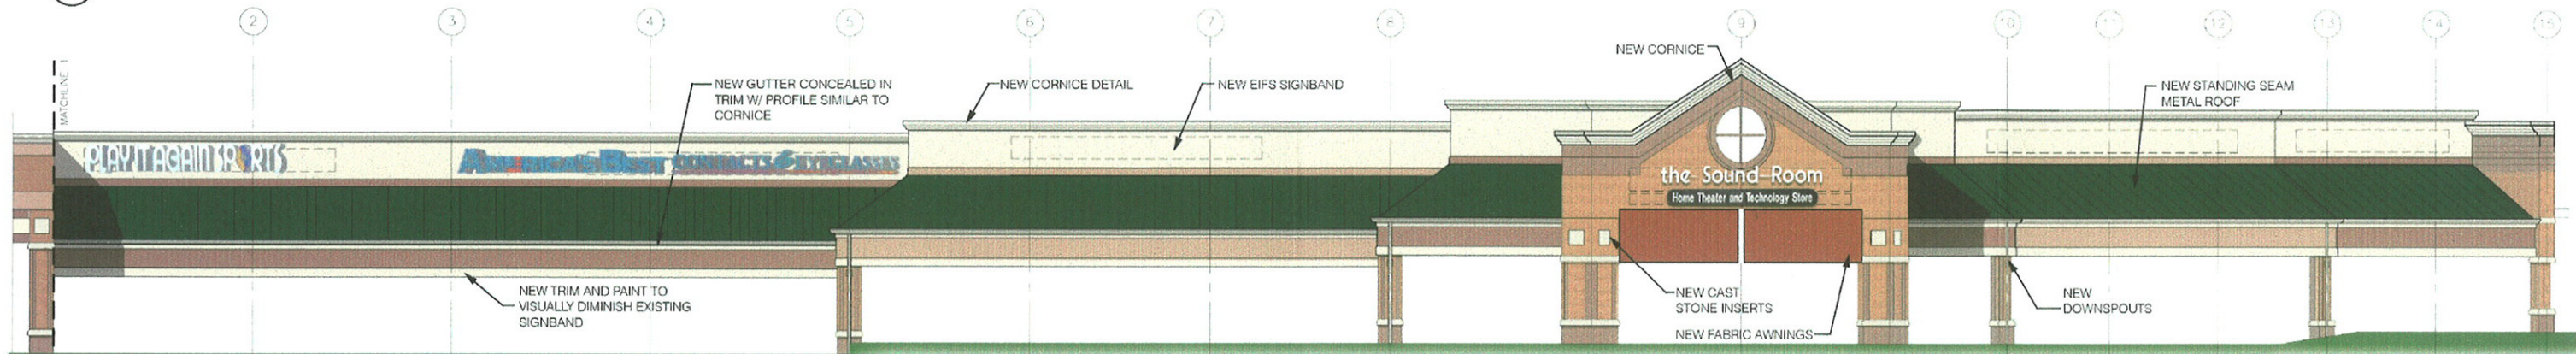 2
3
4
5
6
7
8
9
10
11
12
13
14
15
MATCHLINE 1
NEW GUTTER CONCEALED IN
TRIM W/ PROFILE SIMILAR TO
CORNICE
NEW CORNICE DETAIL
NEW EIFS SIGNBAND
NEW CORNICE
NEW STANDING SEAM
METAL ROOF
PLAY IT AGAIN SPORTS
AMERICA'S BEST CONTACTS & EYEGLASSES
the Sound Room
Home Theater and Technology Store
NEW TRIM AND PAINT TO
VISUALLY DIMINISH EXISTING
SIGNBAND
NEW CAST
STONE INSERTS
NEW FABRIC AWNINGS
NEW
DOWNSPOUTS